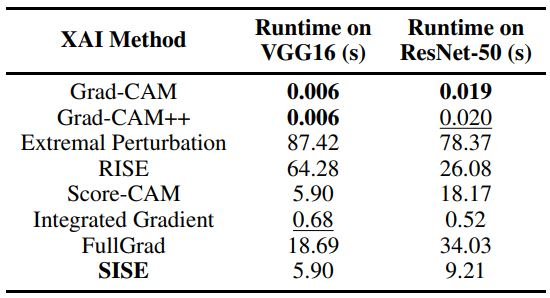 XAI Method Runtime on VGG16 (s) Runtime on ResNet-50 (s)
Grad-CAM 0.006 0.019
Grad-CAM++ 0.006 0.020
Extremal Perturbation 87.42 78.37
RISE 64.28 26.08
Score-CAM 5.90 18.17
Integrated Gradient 0.68 0.52
FullGrad 18.69 34.03
SISE 5.90 9.21